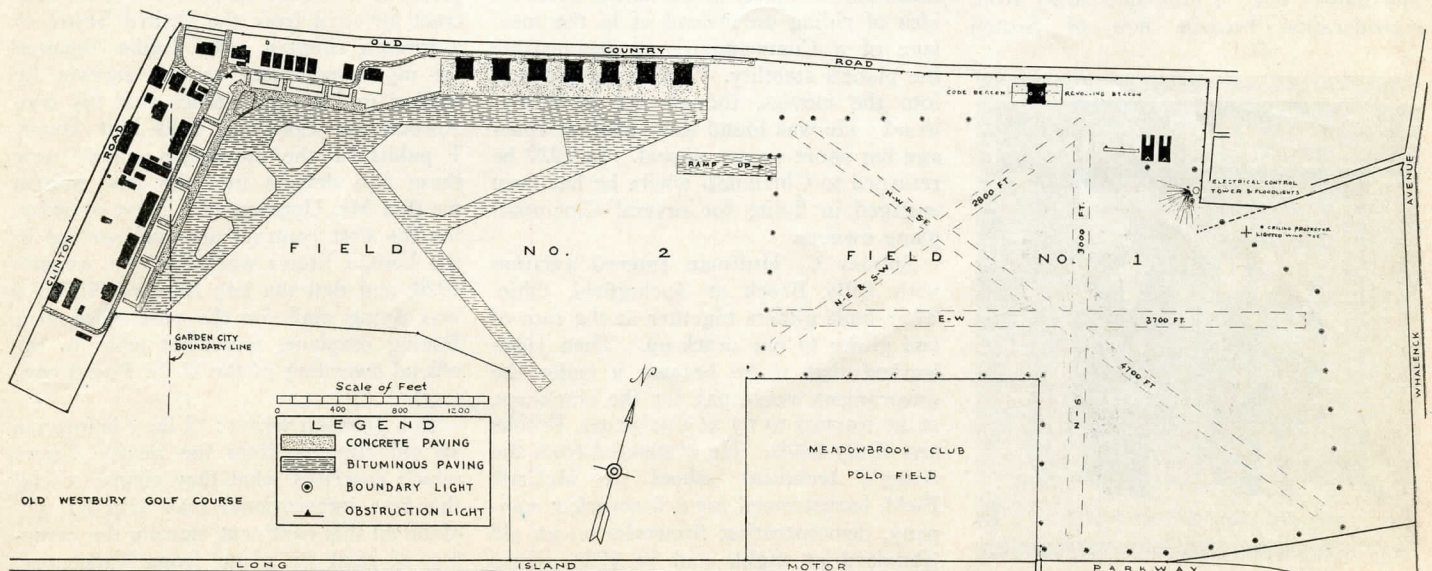 OLD COUNTRY ROAD
CODE BEACON
REVOLVING BEACON
CLINTON ROAD
RAMP - UP
ELECTRICAL CONTROL
TOWER & FLOODLIGHTS
CEILING PROJECTOR
LIGHTED WIND TEE
WHALENCK AVENUE
N.W. - S.E.
2800 FT.
3000 FT.
FIELD NO. 2
FIELD NO. 1
N.E. & S.W.
E-W
3700 FT.
4700 FT
N-S
GARDEN CITY
BOUNDARY LINE
Scale of Feet
0 400 800 1200
N
LEGEND
CONCRETE PAVING
BITUMINOUS PAVING
BOUNDARY LIGHT
OBSTRUCTION LIGHT
OLD WESTBURY GOLF COURSE
MEADOWBROOK CLUB
POLO FIELD
LONG ISLAND MOTOR PARKWAY